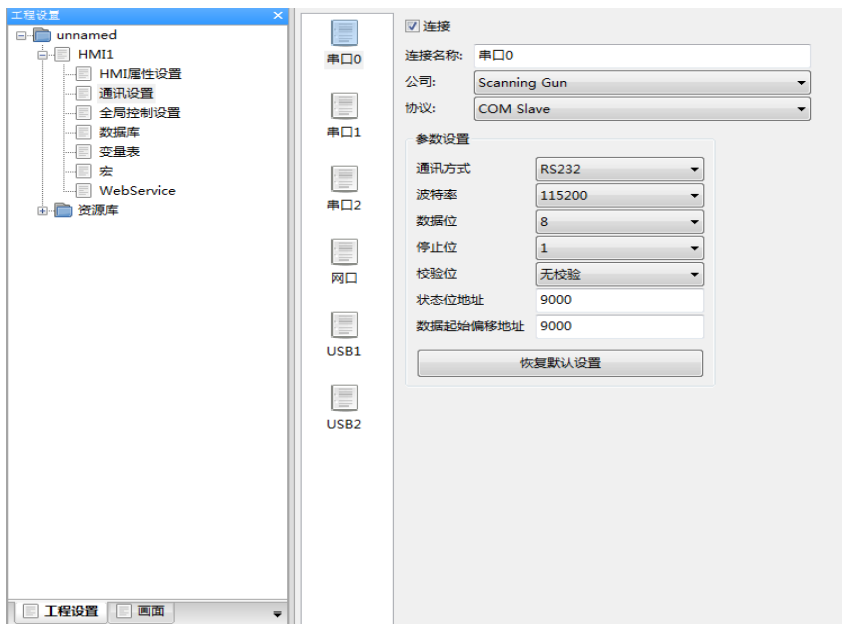 工程设置
unnamed
HMI1
HMI属性设置
通讯设置
全局控制设置
数据库
变量表
宏
WebService
资源库
工程设置
画面
串口0
串口1
串口2
网口
USB1
USB2
连接
连接名称: 串口0
公司: Scanning Gun
协议: COM Slave
参数设置
通讯方式 RS232
波特率 115200
数据位 8
停止位 1
校验位 无校验
状态位地址 9000
数据起始偏移地址 9000
恢复默认设置